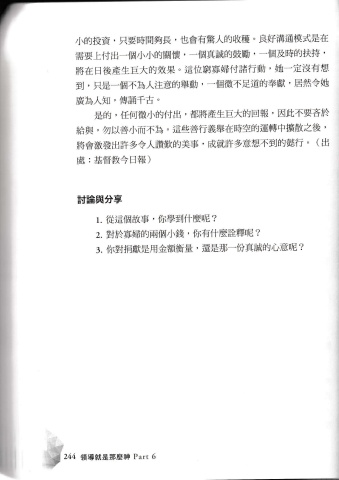 小的投資，只要時間夠長，也會有驚人的收穫。良好溝通模式是在
需要上付出一個小小的關懷，一個真誠的鼓勵，一個及時的扶持，
將在日後產生巨大的效果。這位窮寡婦付諸行動，她一定沒有想
到，只是一個不為人注意的舉動，一個微不足道的奉獻，居然令她
廣為人知，傳誦千古。
是的，任何微小的付出，都將產生巨大的回報，因此不要吝於
給與，勿以善小而不為。這些善行義舉在時空的運轉中擴散之後，
將會激發出許多令人讚歎的美事，成就許多意想不到的懿行。（出
處：基督教今日報）
討論與分享
1. 從這個故事，你學到什麼呢？
2. 對於寡婦的兩個小錢，你有什麼詮釋呢？
3. 你對捐獻是用金額衡量，還是那一份真誠的心意呢？
244 領導就是那麼神 Part 6